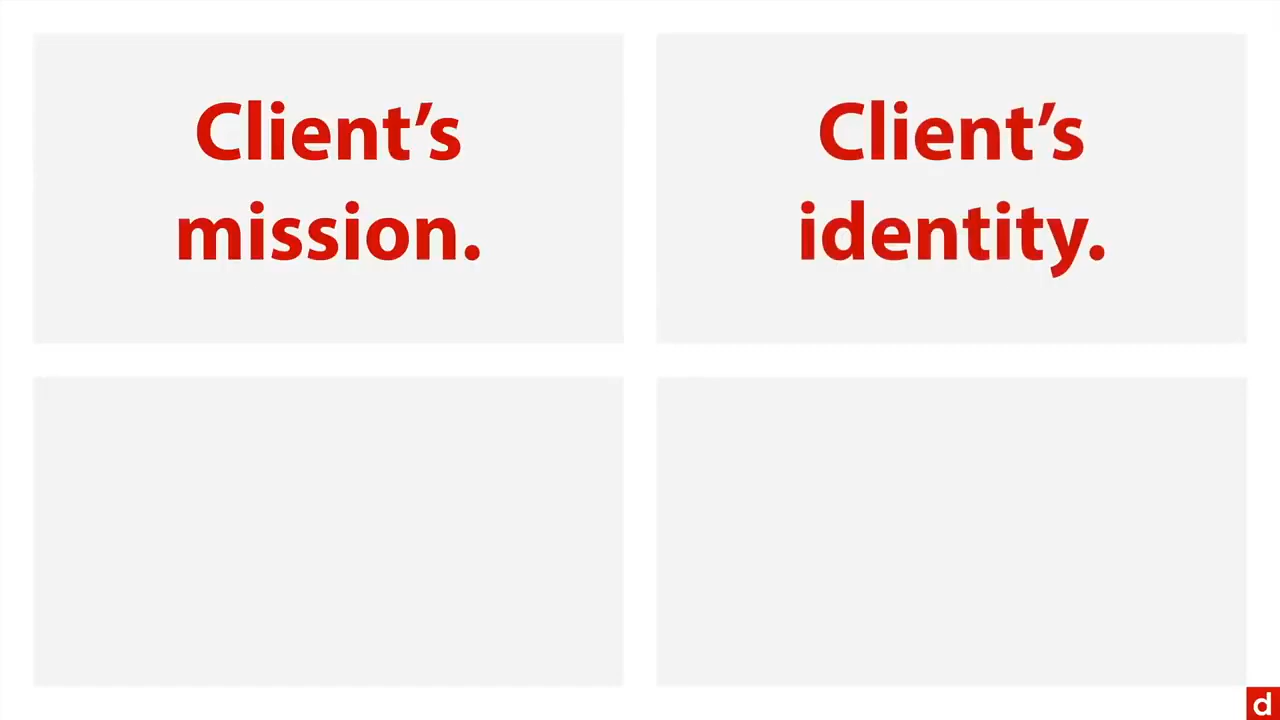 Client’s
mission.
Client’s
identity.
d